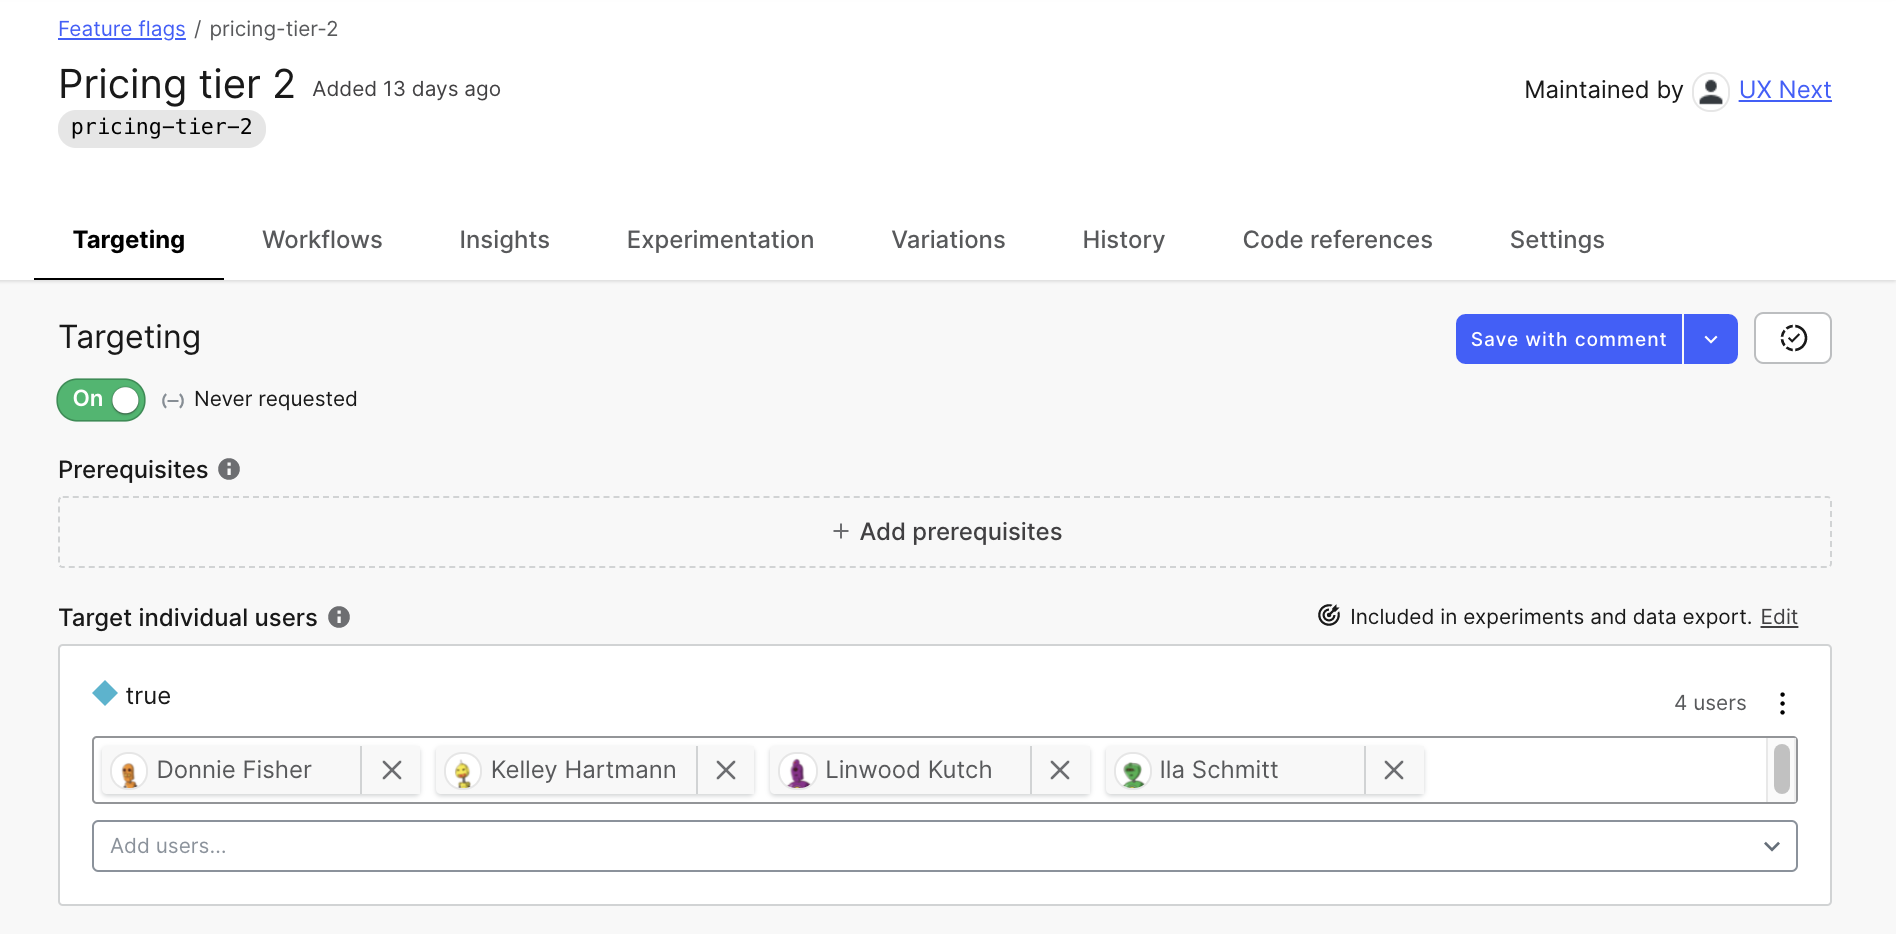 Feature flags / pricing-tier-2
Pricing tier 2 Added 13 days ago
Maintained by UX Next
pricing-tier-2
Targeting Workflows Insights Experimentation Variations History Code references Settings
Targeting
Save with comment
On (–) Never requested
Prerequisites
+ Add prerequisites
Target individual users
Included in experiments and data export. Edit
true
4 users
Donnie Fisher Kelley Hartmann Linwood Kutch Ila Schmitt
Add users...